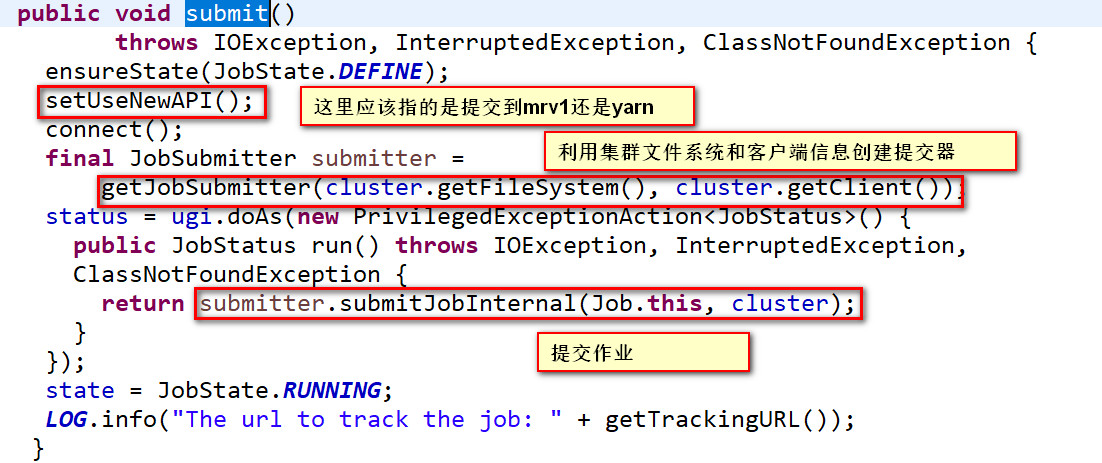 public void submit()
throws IOException, InterruptedException, ClassNotFoundException {
ensureState(JobState.DEFINE);
setUseNewAPI();
这里应该指的是提交到mrv1还是yarn
connect();
利用集群文件系统和客户端信息创建提交器
final JobSubmitter submitter =
getJobSubmitter(cluster.getFileSystem(), cluster.getClient());
status = ugi.doAs(new PrivilegedExceptionAction<JobStatus>() {
public JobStatus run() throws IOException, InterruptedException,
ClassNotFoundException {
return submitter.submitJobInternal(Job.this, cluster);
}
提交作业
});
state = JobState.RUNNING;
LOG.info("The url to track the job: " + getTrackingURL());
}